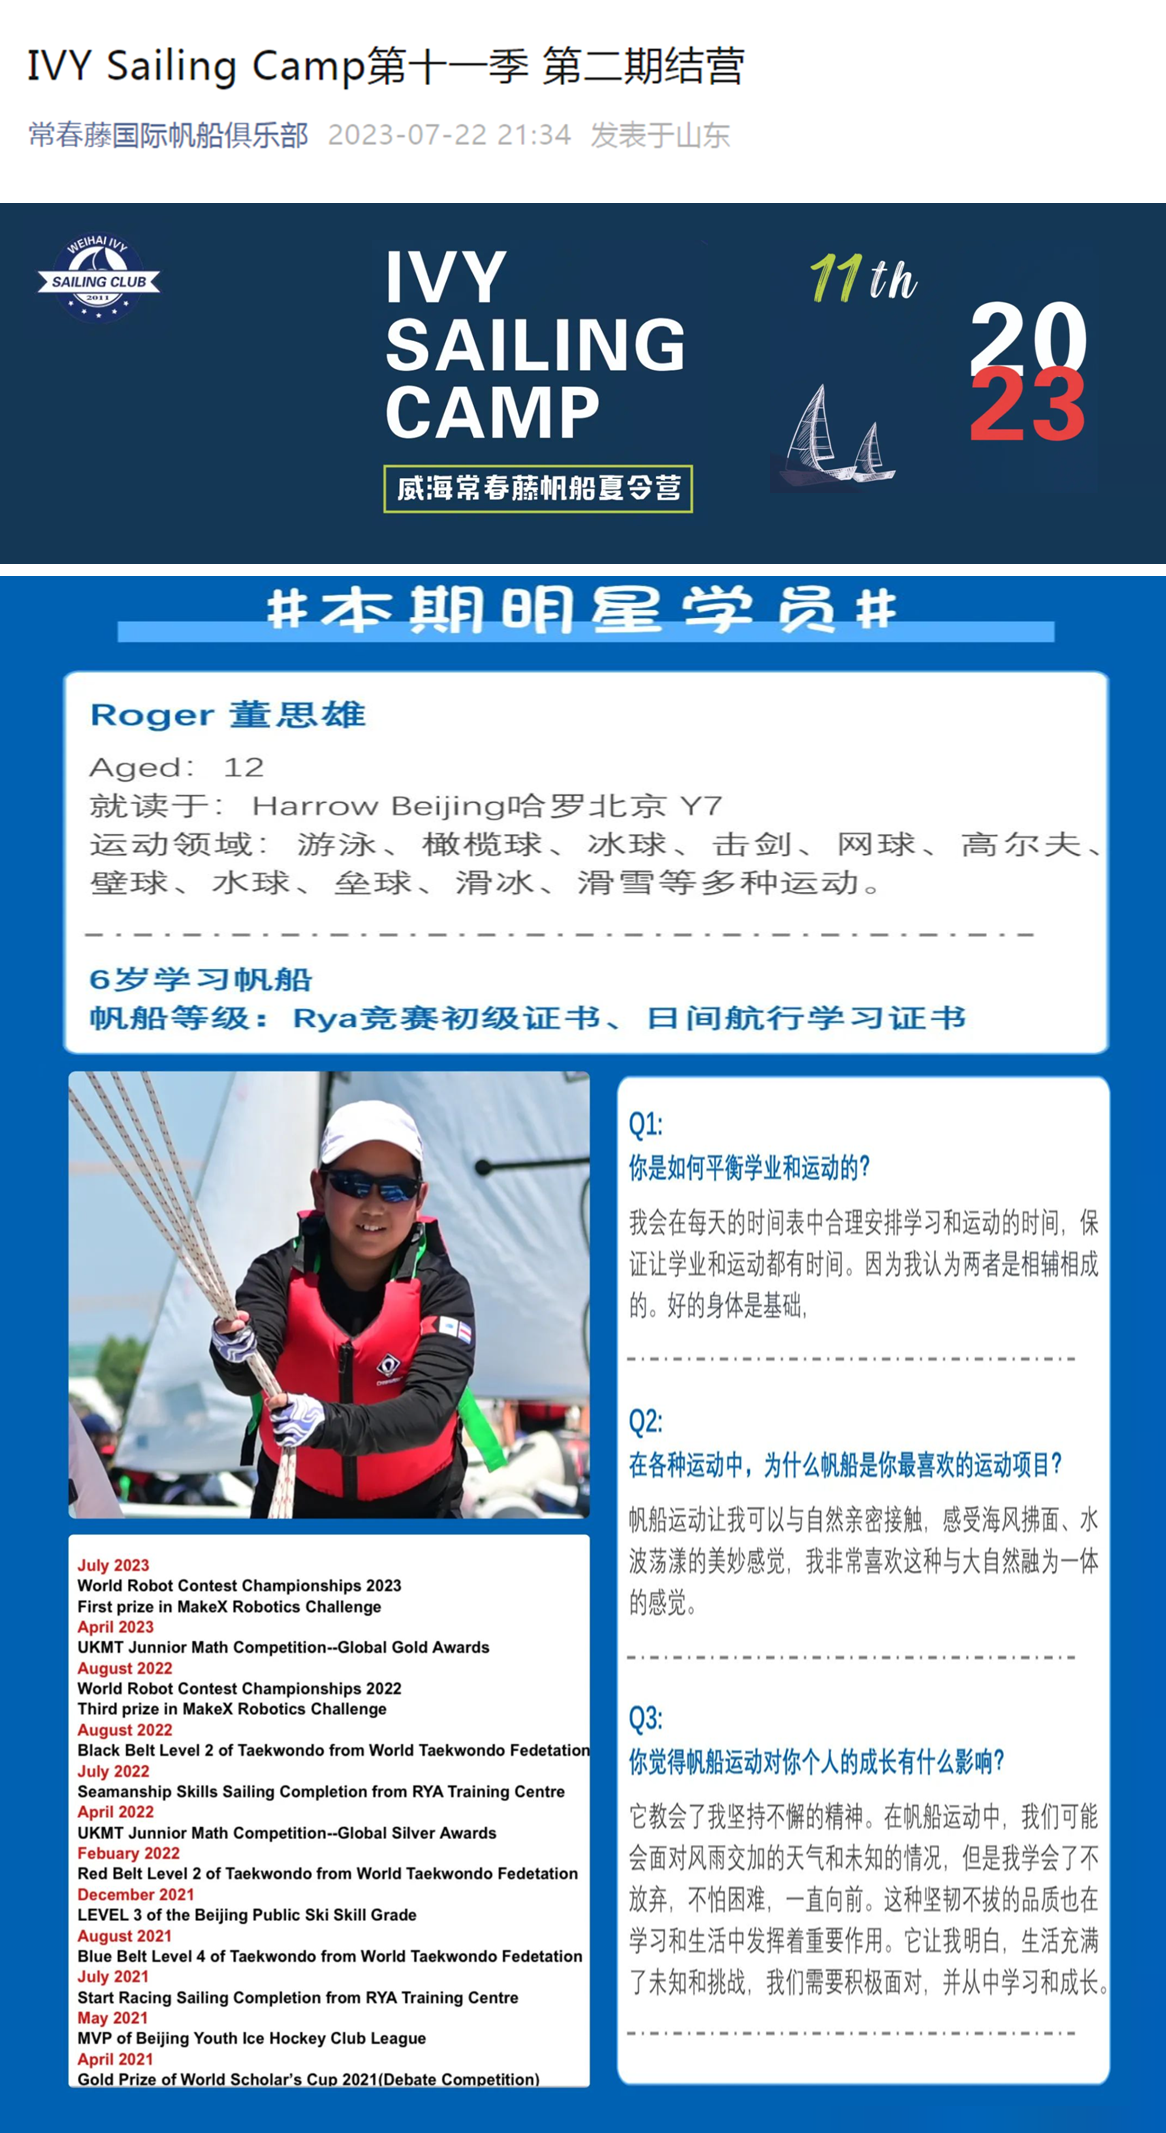 IVY Sailing Camp第十一季 第二期结营
常春藤国际帆船俱乐部 2023-07-22 21:34 发表于山东
WEIHAI IVY
SAILING CLUB
2011
IVY
SAILING
CAMP
威海常春藤帆船夏令营
11th
20
23
#本期明星学员#
Roger 董思雄
Aged： 12
就读于： Harrow Beijing哈罗北京 Y7
运动领域：游泳、橄榄球、冰球、击剑、网球、高尔夫、
壁球、水球、垒球、滑冰、滑雪等多种运动。
6岁学习帆船
帆船等级：Rya竞赛初级证书、日间航行学习证书
July 2023
World Robot Contest Championships 2023
First prize in MakeX Robotics Challenge
April 2023
UKMT Junnior Math Competition--Global Gold Awards
August 2022
World Robot Contest Championships 2022
Third prize in MakeX Robotics Challenge
August 2022
Black Belt Level 2 of Taekwondo from World Taekwondo Fedetation
July 2022
Seamanship Skills Sailing Completion from RYA Training Centre
April 2022
UKMT Junnior Math Competition--Global Silver Awards
Febuary 2022
Red Belt Level 2 of Taekwondo from World Taekwondo Fedetation
December 2021
LEVEL 3 of the Beijing Public Ski Skill Grade
August 2021
Blue Belt Level 4 of Taekwondo from World Taekwondo Fedetation
July 2021
Start Racing Sailing Completion from RYA Training Centre
May 2021
MVP of Beijing Youth Ice Hockey Club League
April 2021
Gold Prize of World Scholar's Cup 2021(Debate Competition)
Q1:
你是如何平衡学业和运动的?
我会在每天的时间表中合理安排学习和运动的时间，保
证让学业和运动都有时间。因为我认为两者是相辅相成
的。好的身体是基础,
Q2:
在各种运动中，为什么帆船是你最喜欢的运动项目?
帆船运动让我可以与自然亲密接触，感受海风拂面、水
波荡漾的美妙感觉，我非常喜欢这种与大自然融为一体
的感觉。
Q3:
你觉得帆船运动对你个人的成长有什么影响?
它教会了我坚持不懈的精神。在帆船运动中，我们可能
会面对风雨交加的天气和未知的情况，但是我学会了不
放弃，不怕困难，一直向前。这种坚韧不拔的品质也在
学习和生活中发挥着重要作用。它让我明白，生活充满
了未知和挑战，我们需要积极面对，并从中学习和成长。